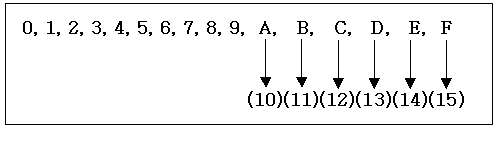 0, 1, 2, 3, 4, 5, 6, 7, 8, 9, A, B, C, D, E, F
(10)(11)(12)(13)(14)(15)